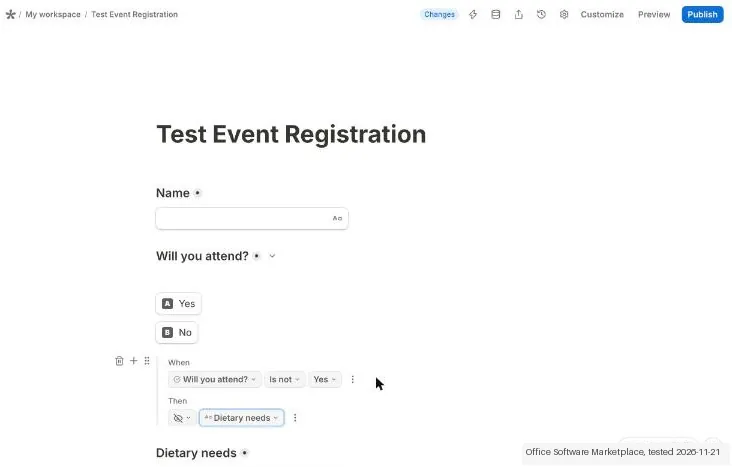 / My workspace / Test Event Registration
Changes
Customize
Preview
Publish
Test Event Registration
Name
Aa
Will you attend?
A Yes
B No
When
Will you attend? Is not Yes
Then
Dietary needs
Dietary needs
Office Software Marketplace, tested 2026-11-21